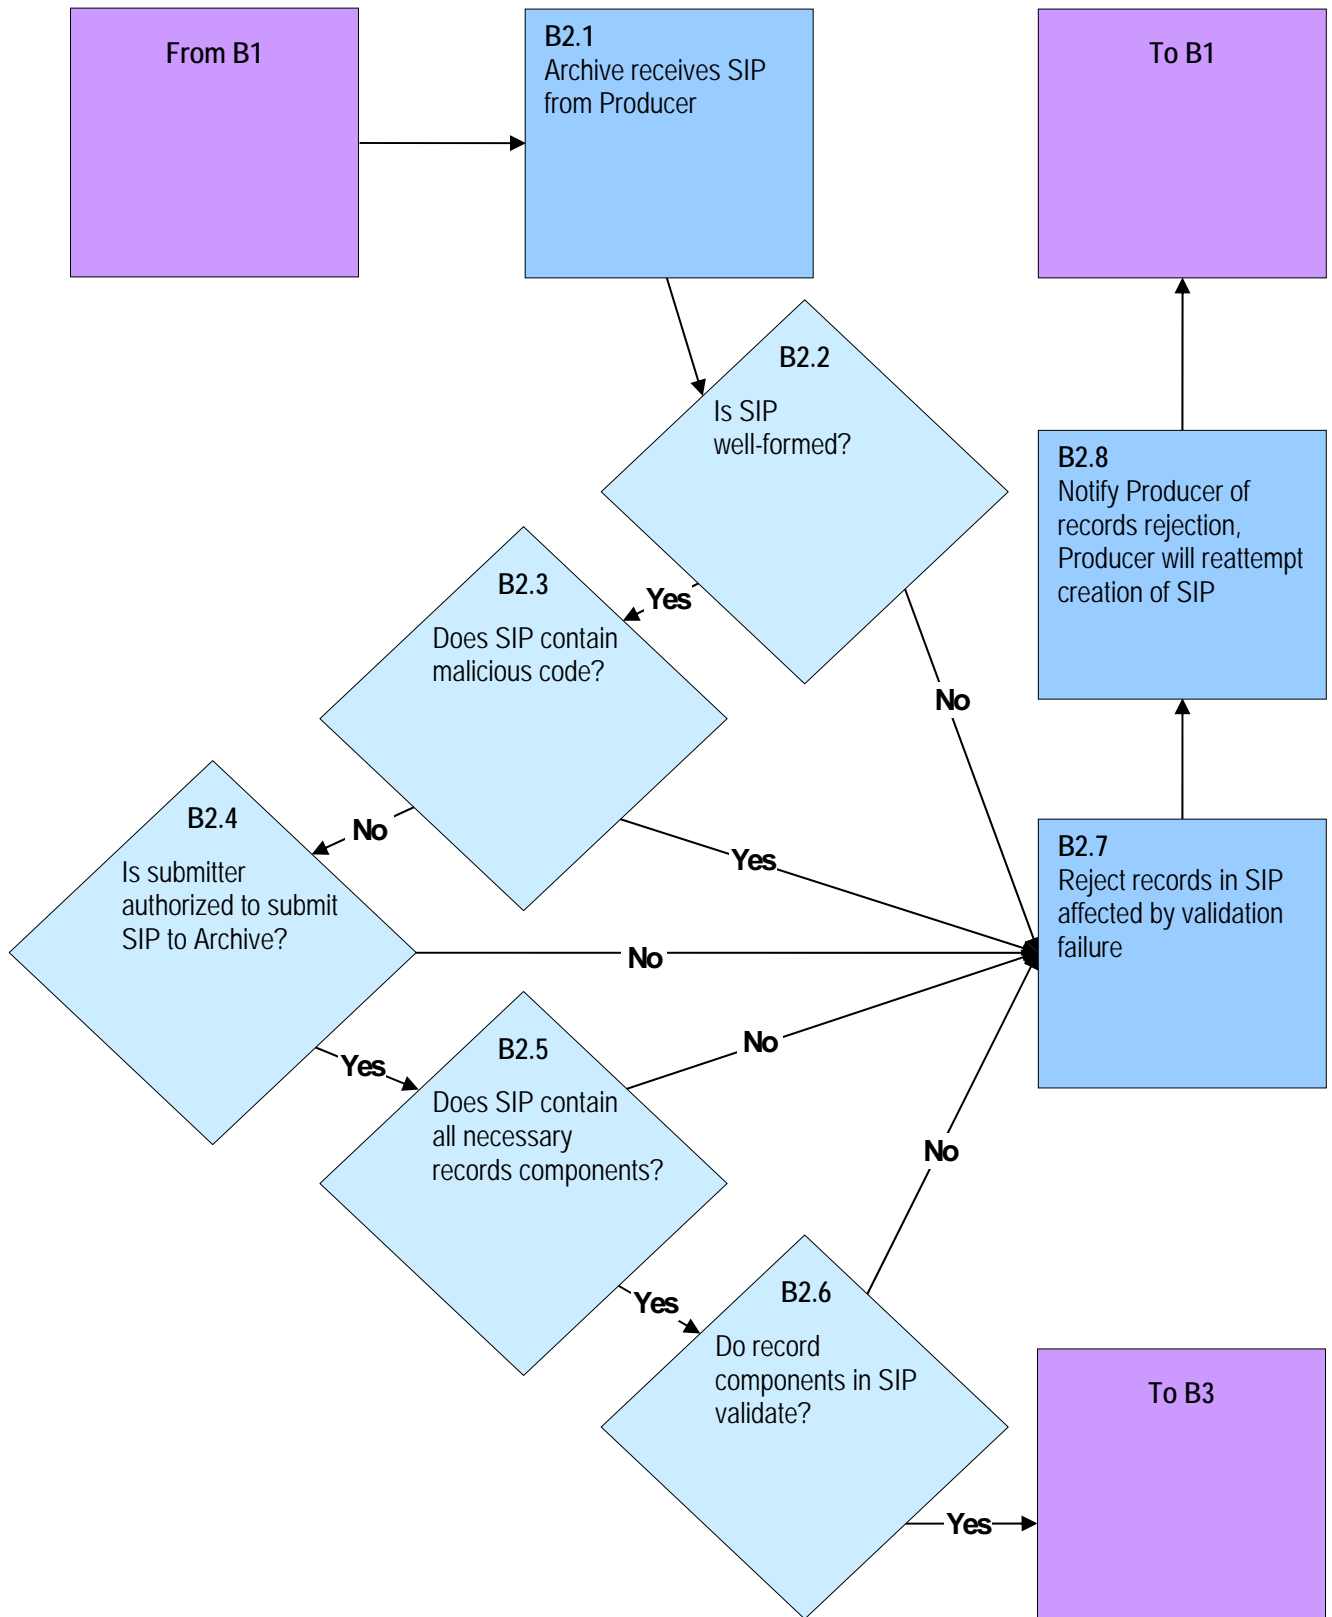 From B1
B2.1
Archive receives SIP
from Producer
To B1
B2.2
Is SIP
well-formed?
B2.8
Notify Producer of
records rejection,
Producer will reattempt
creation of SIP
B2.3
Does SIP contain
malicious code?
Yes
No
B2.4
Is submitter
authorized to submit
SIP to Archive?
No
Yes
B2.7
Reject records in SIP
affected by validation
failure
No
B2.5
Does SIP contain
all necessary
records components?
Yes
No
No
B2.6
Do record
components in SIP
validate?
Yes
To B3
Yes